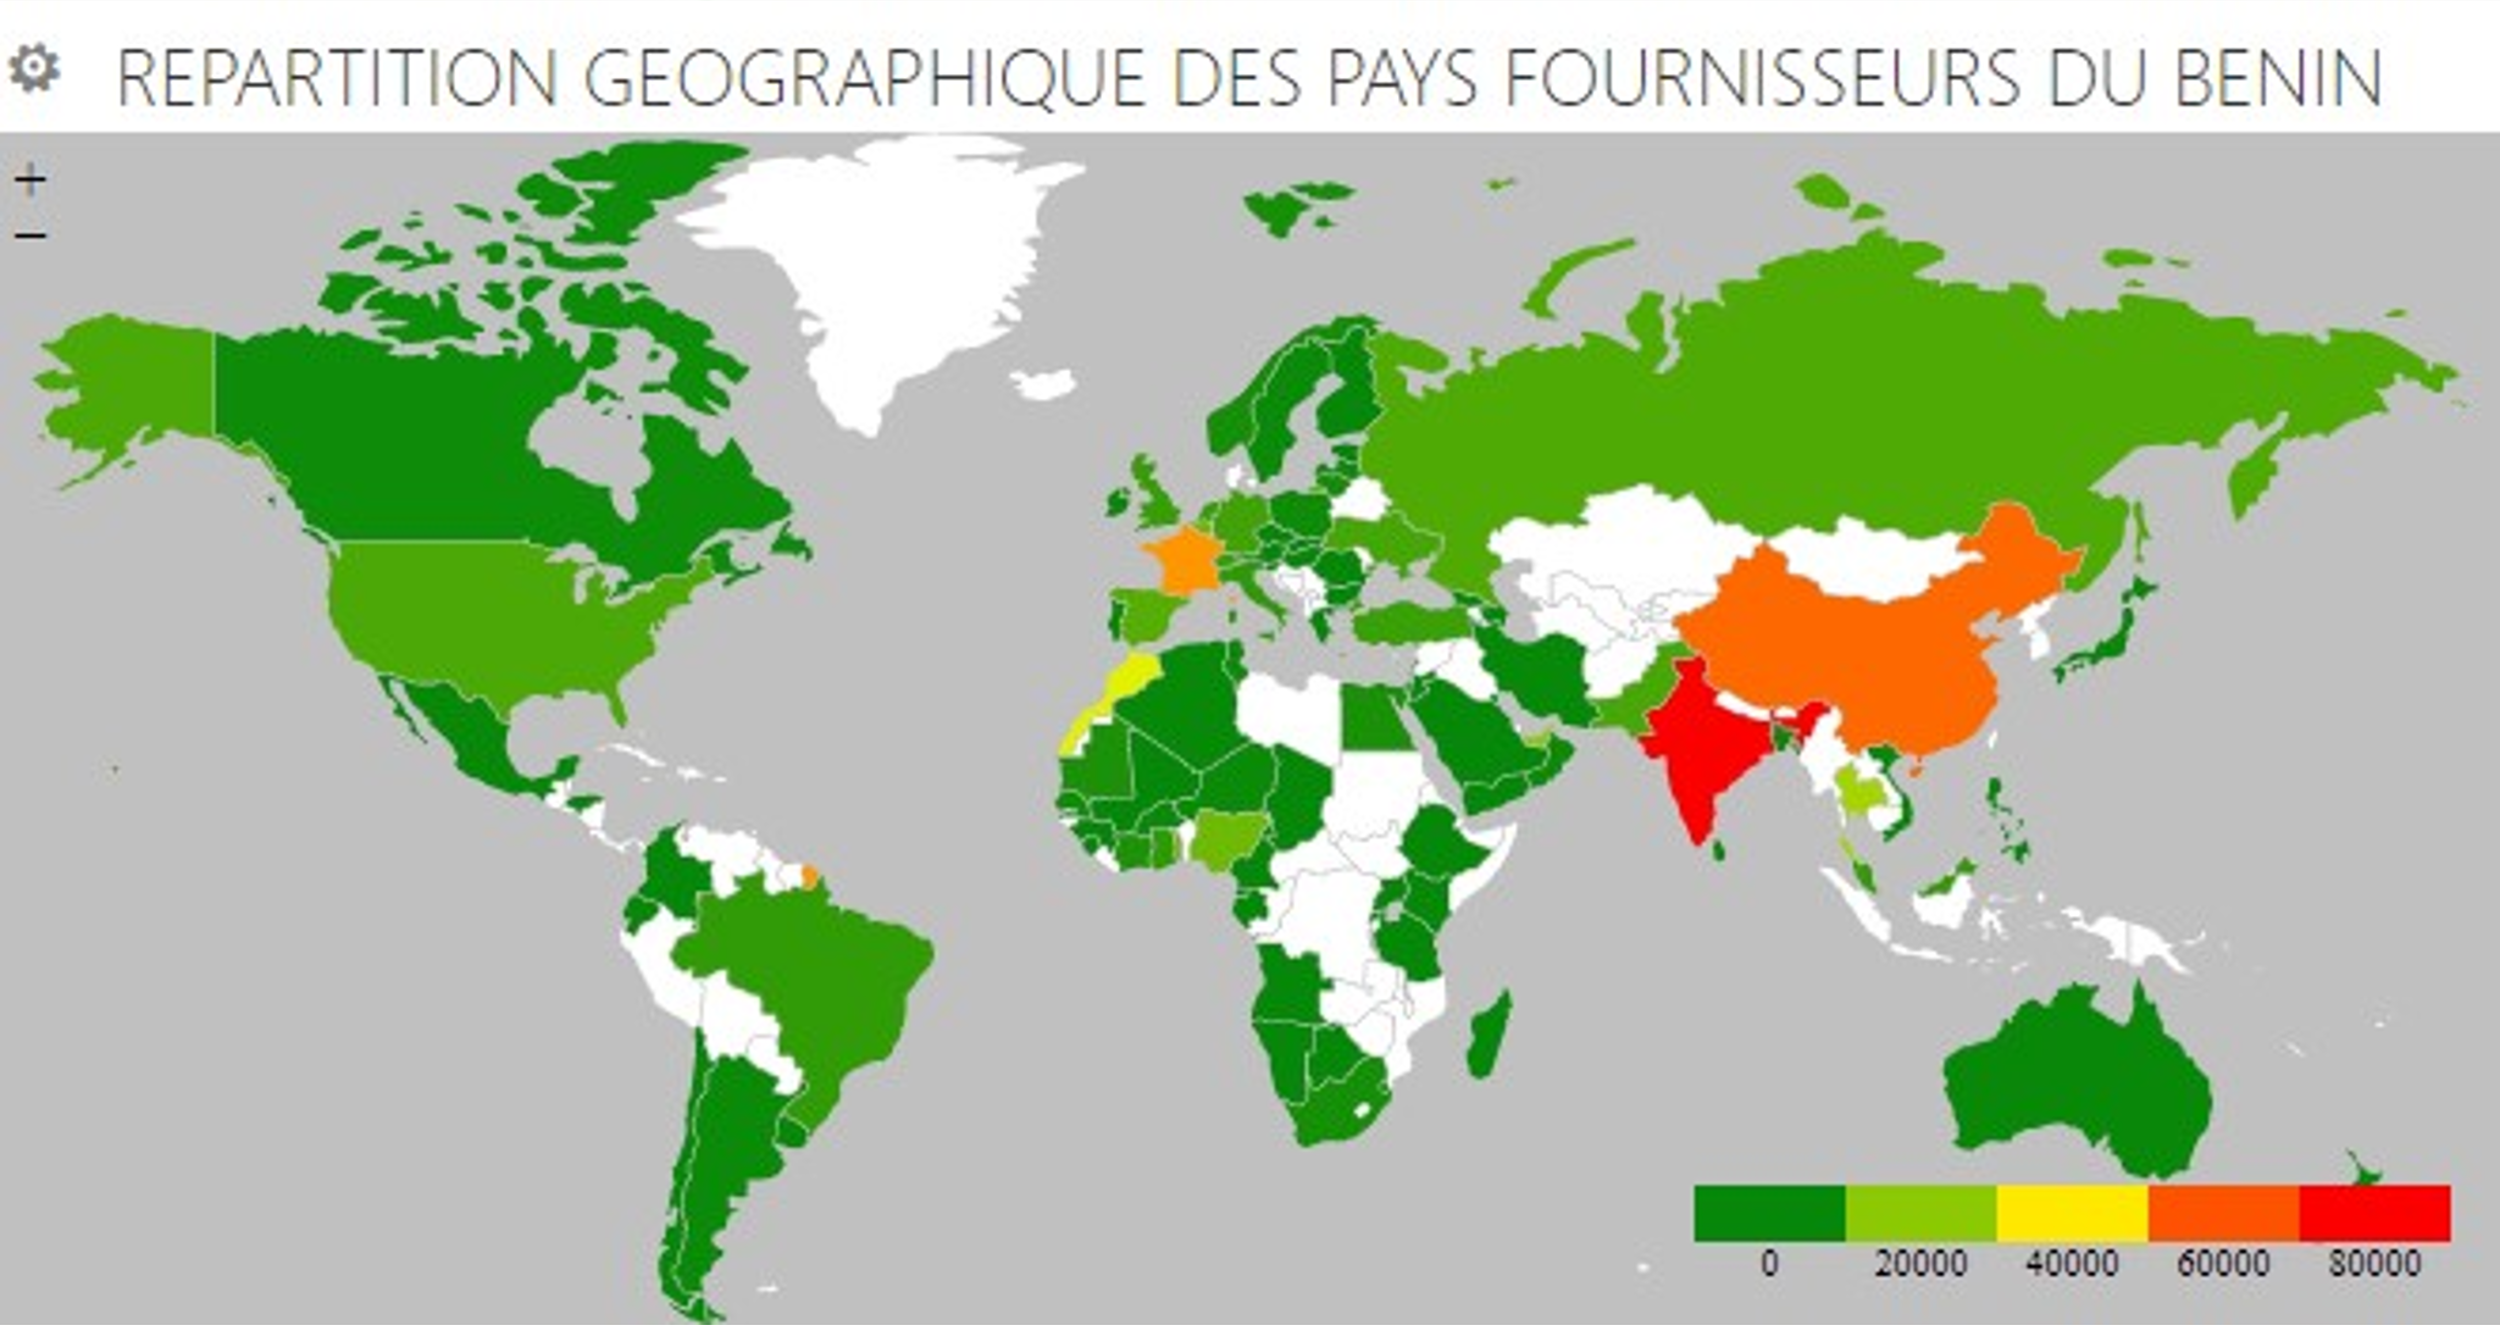 REPARTITION GEOGRAPHIQUE DES PAYS FOURNISSEURS DU BENIN
+
−
0 20000 40000 60000 80000